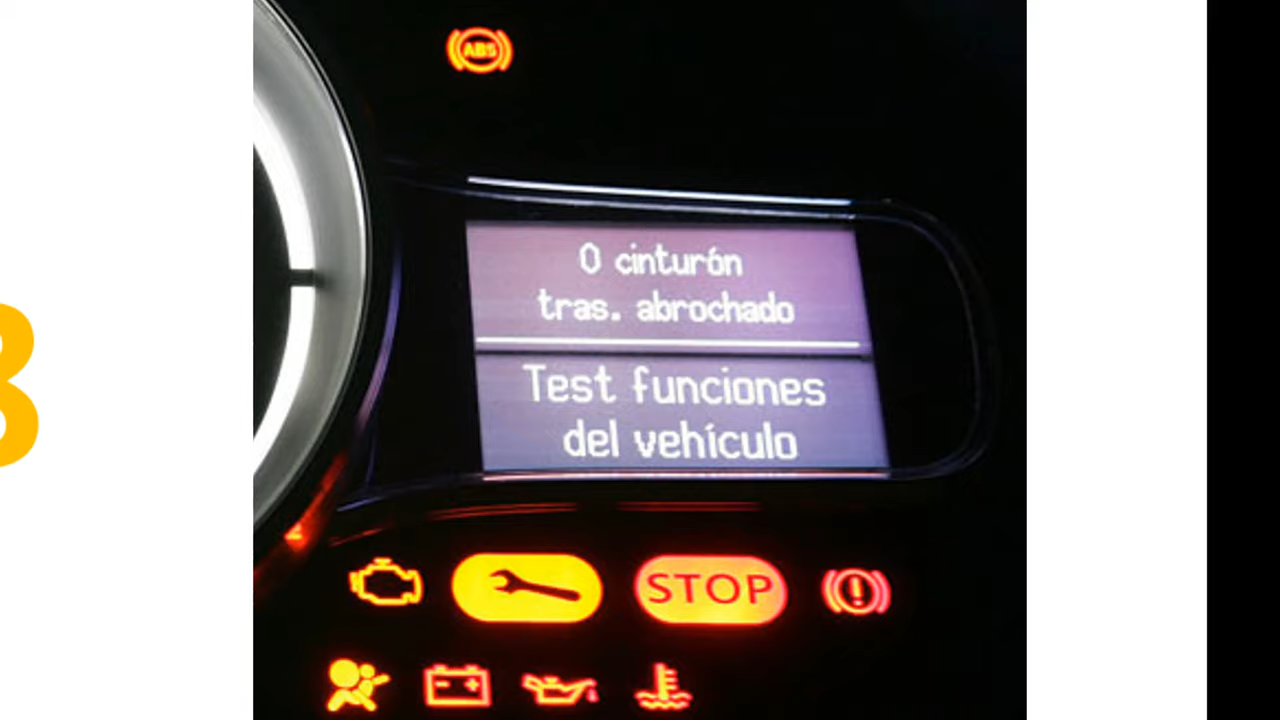 ABS
0 cinturón
tras. abrochado
Test funciones
del vehículo
STOP